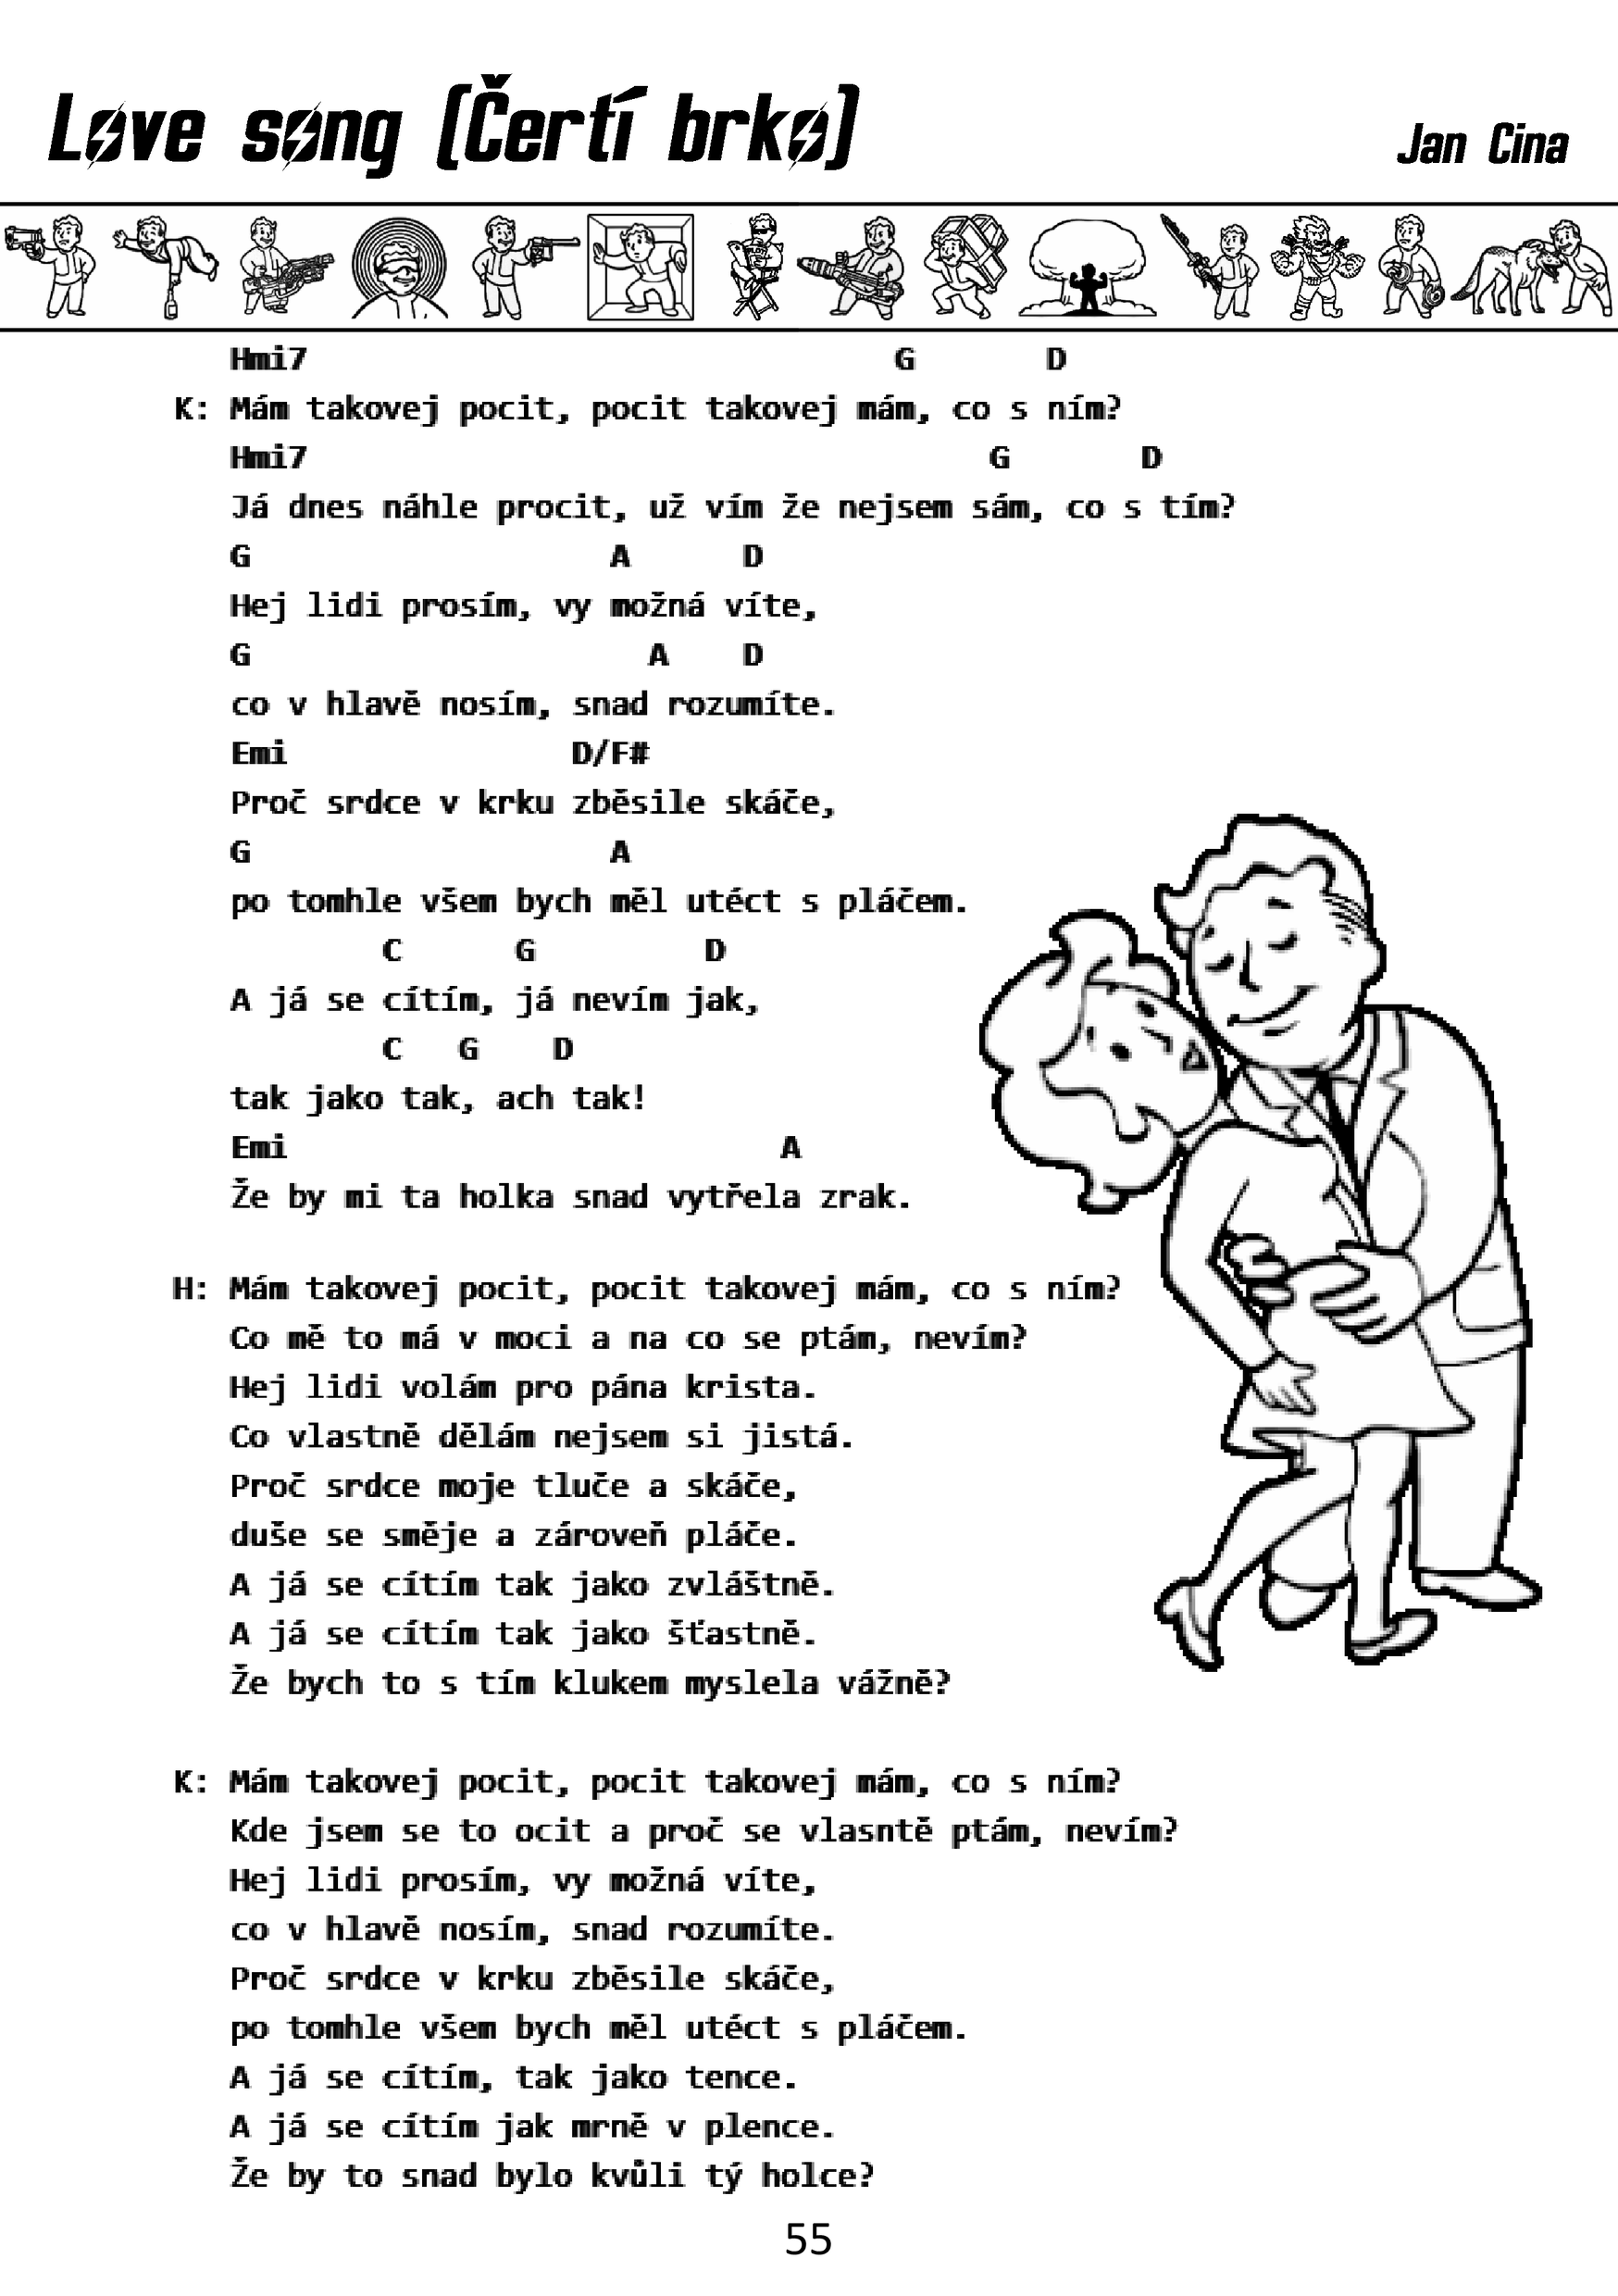 Love song (Čertí brko)
Jan Cina
Hmi7 G D
K: Mám takovej pocit, pocit takovej mám, co s ním?
Hmi7 G D
Já dnes náhle procit, už vím že nejsem sám, co s tím?
G A D
Hej lidi prosím, vy možná víte,
G A D
co v hlavě nosím, snad rozumíte.
Emi D/F#
Proč srdce v krku zběsile skáče,
G A
po tomhle všem bych měl utéct s pláčem.
C G D
A já se cítím, já nevím jak,
C G D
tak jako tak, ach tak!
Emi A
Že by mi ta holka snad vytřela zrak.
H: Mám takovej pocit, pocit takovej mám, co s ním?
Co mě to má v moci a na co se ptám, nevím?
Hej lidi volám pro pána krista.
Co vlastně dělám nejsem si jistá.
Proč srdce moje tluče a skáče,
duše se směje a zároveň pláče.
A já se cítím tak jako zvláštně.
A já se cítím tak jako šťastně.
Že bych to s tím klukem myslela vážně?
K: Mám takovej pocit, pocit takovej mám, co s ním?
Kde jsem se to ocit a proč se vlasntě ptám, nevím?
Hej lidi prosím, vy možná víte,
co v hlavě nosím, snad rozumíte.
Proč srdce v krku zběsile skáče,
po tomhle všem bych měl utéct s pláčem.
A já se cítím, tak jako tence.
A já se cítím jak mrně v plence.
Že by to snad bylo kvůli tý holce?
55